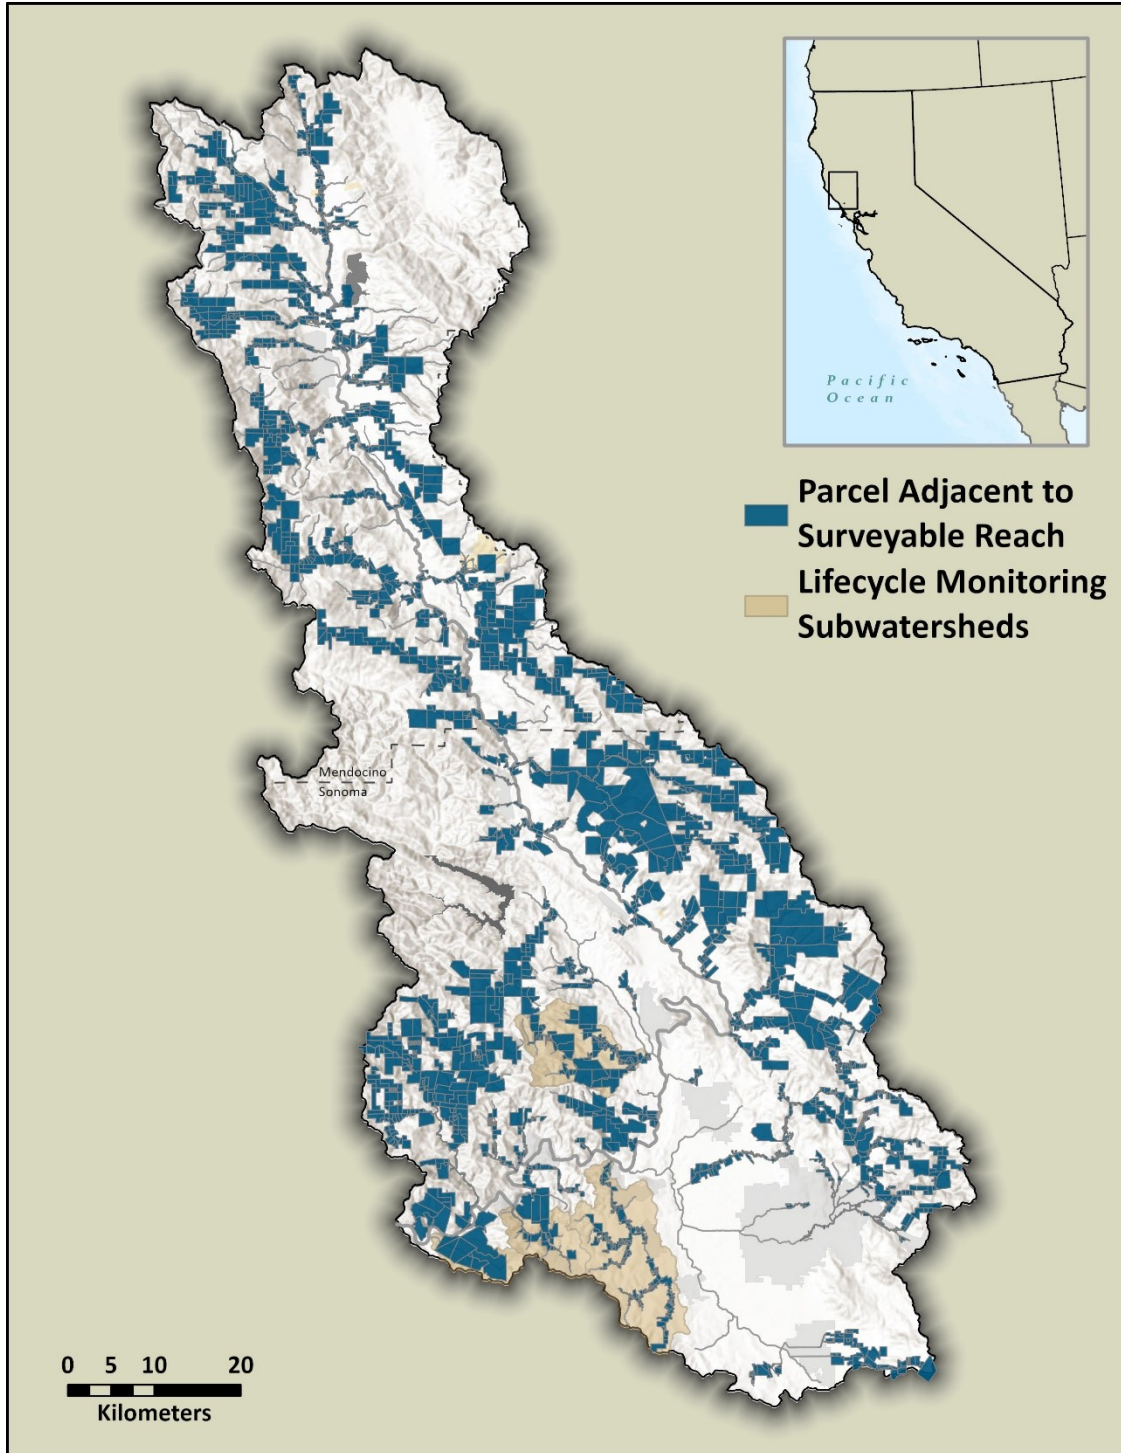 Pacific
Ocean
Parcel Adjacent to
Surveyable Reach
Lifecycle Monitoring
Subwatersheds
Mendocino
Sonoma
0 5 10 20
Kilometers